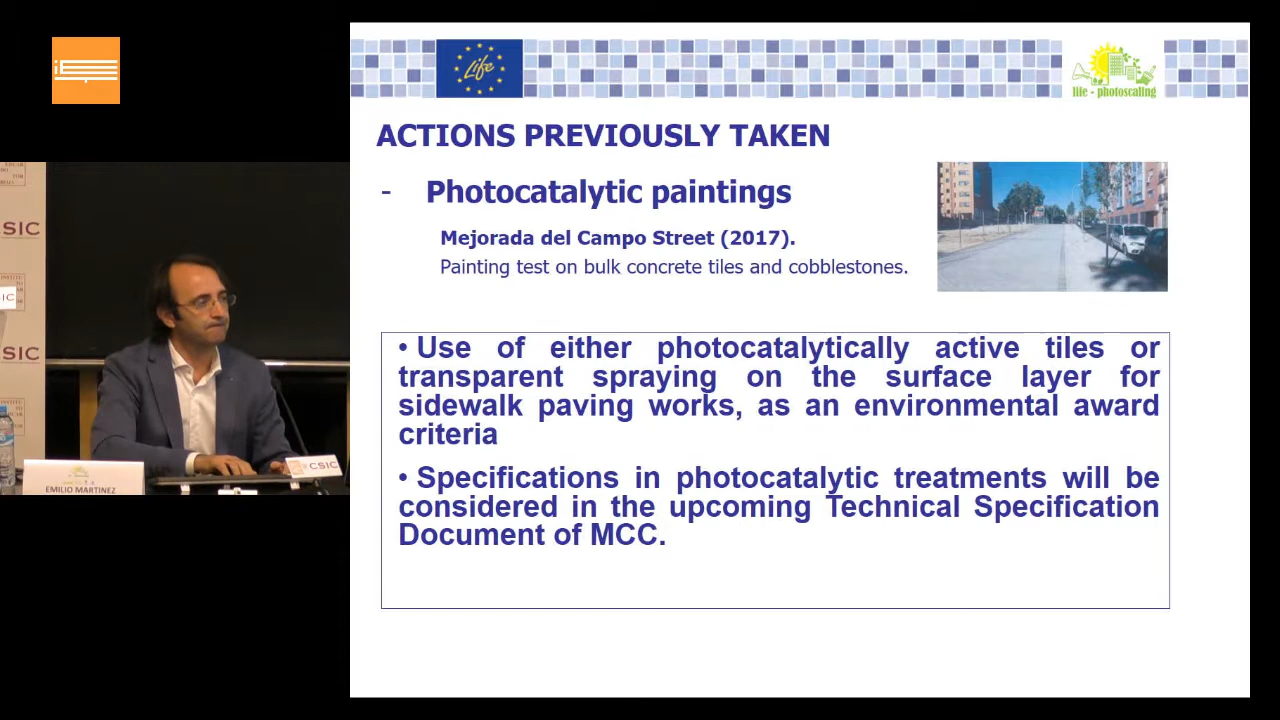 Life
life - photoscaling
ACTIONS PREVIOUSLY TAKEN
- Photocatalytic paintings
Mejorada del Campo Street (2017).
Painting test on bulk concrete tiles and cobblestones.
• Use of either photocatalytically active tiles or
transparent spraying on the surface layer for
sidewalk paving works, as an environmental award
criteria
• Specifications in photocatalytic treatments will be
considered in the upcoming Technical Specification
Document of MCC.
SIC
SIC
SIC
CSIC
EMILIO MARTINEZ